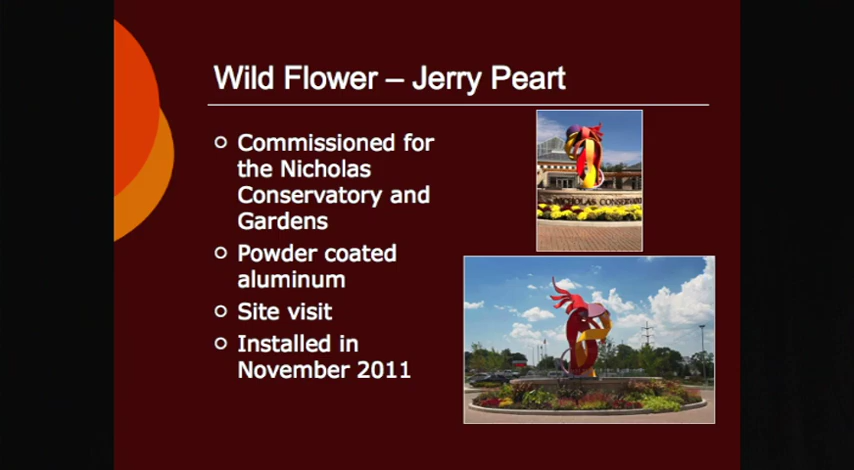 Wild Flower – Jerry Peart
Commissioned for
the Nicholas
Conservatory and
Gardens
Powder coated
aluminum
Site visit
Installed in
November 2011
NICHOLAS CONSERV